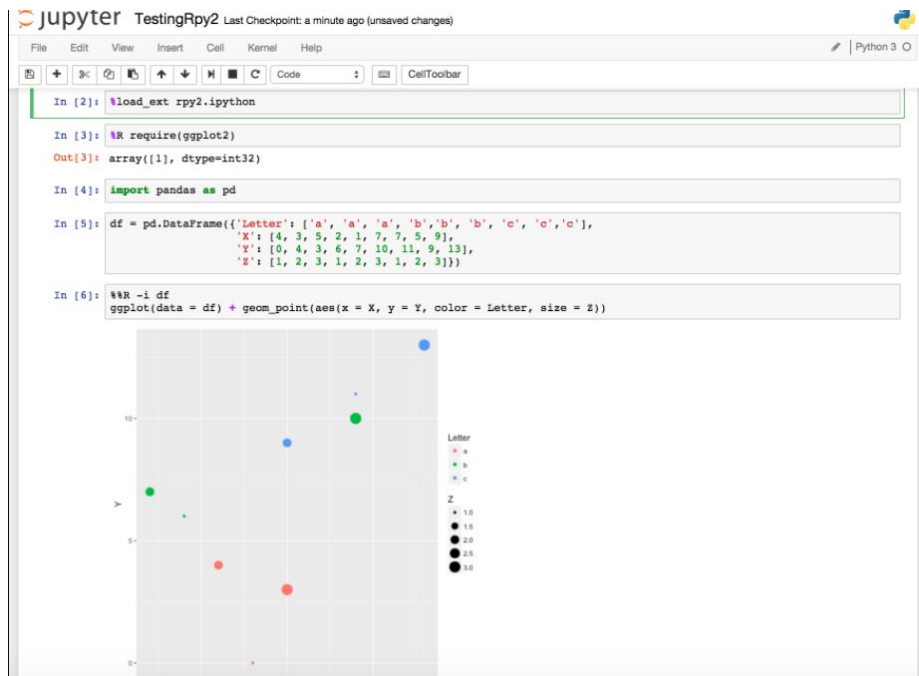 Jupyter TestingRpy2 Last Checkpoint: a minute ago (unsaved changes)
File Edit View Insert Cell Kernel Help Python 3
Code CellToolbar
In [2]: %load_ext rpy2.ipython
In [3]: %R require(ggplot2)
Out[3]: array([1], dtype=int32)
In [4]: import pandas as pd
In [5]: df = pd.DataFrame({'Letter': ['a', 'a', 'a', 'b','b', 'b', 'c', 'c','c'],
'X': [4, 3, 5, 2, 1, 7, 7, 5, 9],
'Y': [0, 4, 3, 6, 7, 10, 11, 9, 13],
'Z': [1, 2, 3, 1, 2, 3, 1, 2, 3]})
In [6]: %%R -i df
ggplot(data = df) + geom_point(aes(x = X, y = Y, color = Letter, size = Z))
10
Y
5
0
Letter
a
b
c
Z
1.0
1.5
2.0
2.5
3.0